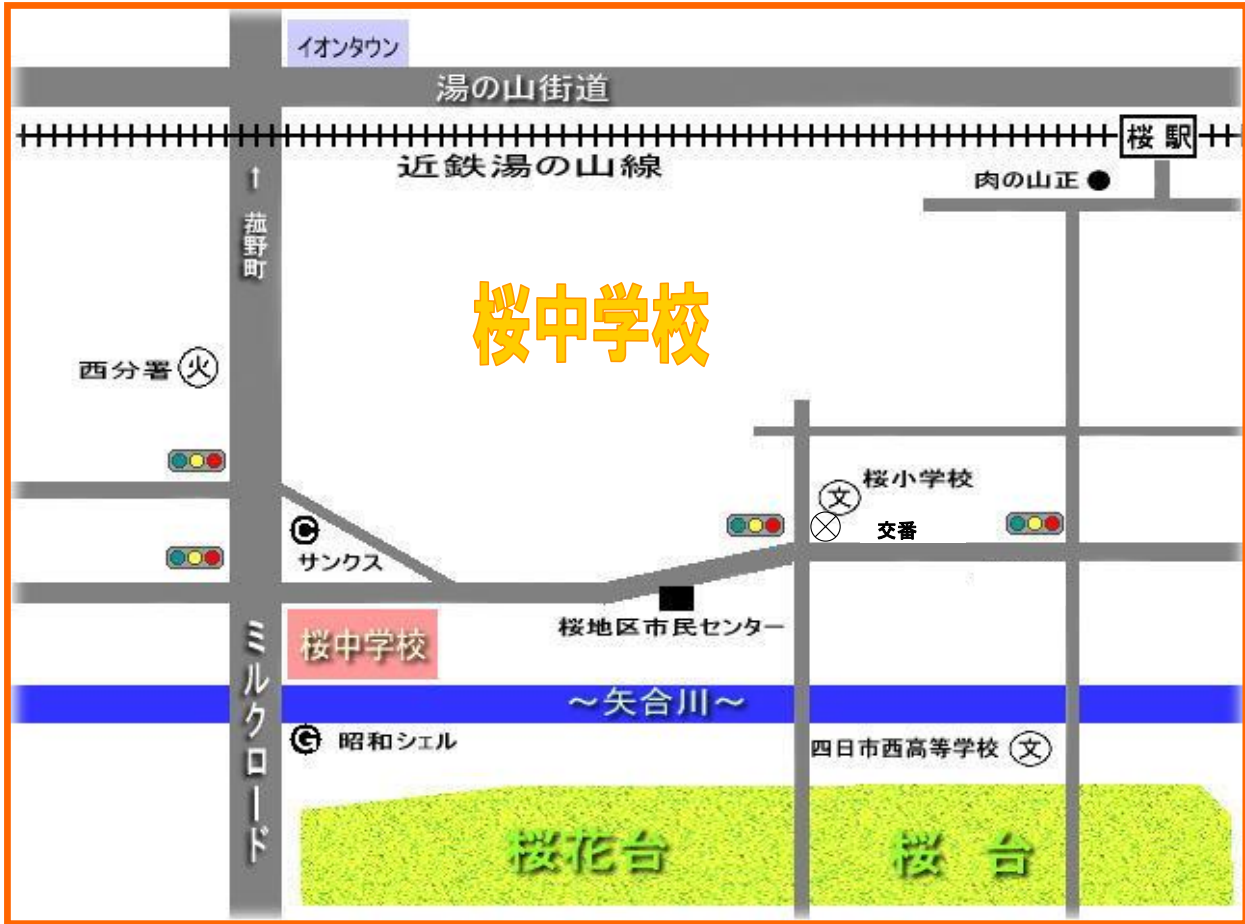 イオンタウン
湯の山街道
桜駅
近鉄湯の山線
肉の山正
↑菰野町
桜中学校
西分署 火
桜小学校
文
交番
サンクス
桜中学校
桜地区市民センター
ミルクロード
～矢合川～
昭和シェル
四日市西高等学校 文
桜花台
桜台